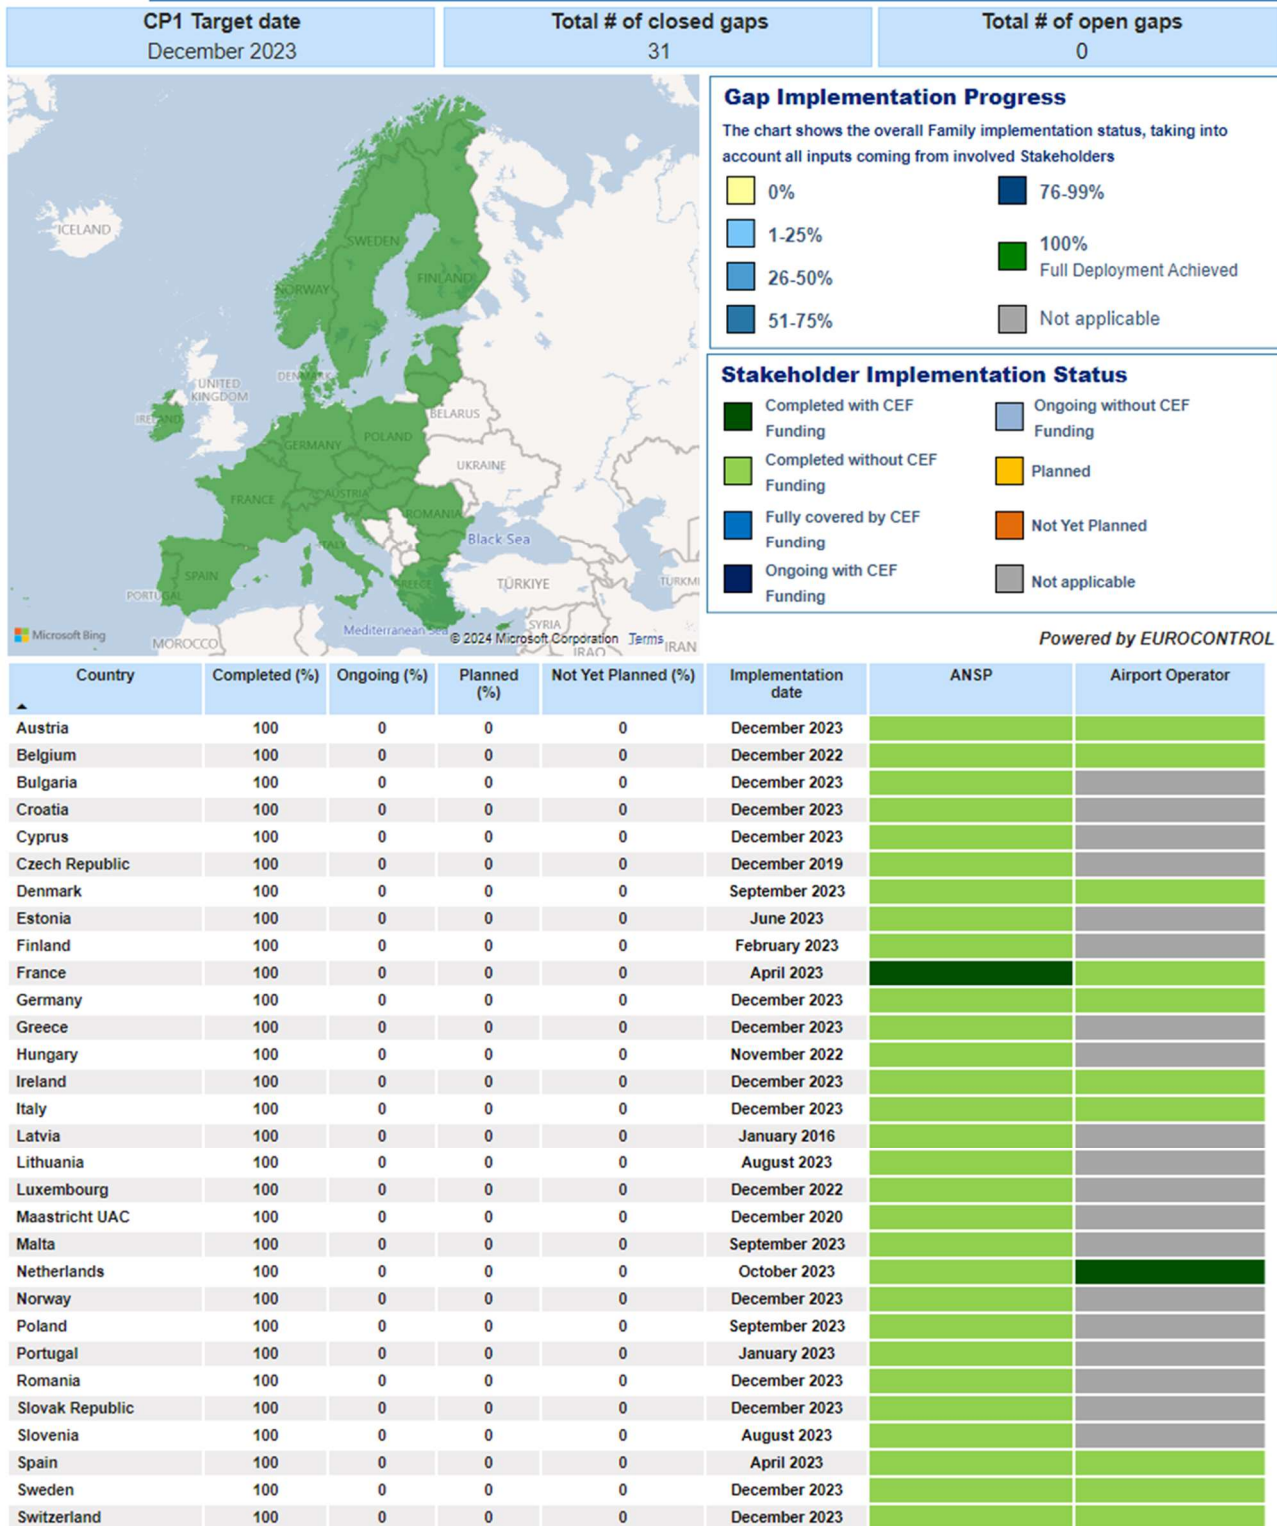 CP1 Target date
December 2023
Total # of closed gaps
31
Total # of open gaps
0
ICELAND
SWEDEN
FINLAND
NORWAY
DENMARK
UNITED
KINGDOM
IRELAND
BELARUS
GERMANY
POLAND
UKRAINE
FRANCE
AUSTRIA
ROMANIA
ITALY
Black Sea
SPAIN
GREECE
TÜRKIYE
TURKM
PORTUGAL
SYRIA
Microsoft Bing
MOROCCO
Mediterranean Sea
© 2024 Microsoft Corporation Terms
IRAQ
IRAN
Gap Implementation Progress
The chart shows the overall Family implementation status, taking into
account all inputs coming from involved Stakeholders
0%
76-99%
1-25%
100%
Full Deployment Achieved
26-50%
51-75%
Not applicable
Stakeholder Implementation Status
Completed with CEF
Funding
Ongoing without CEF
Funding
Completed without CEF
Funding
Planned
Fully covered by CEF
Funding
Not Yet Planned
Ongoing with CEF
Funding
Not applicable
Powered by EUROCONTROL
Country Completed (%) Ongoing (%) Planned (%) Not Yet Planned (%) Implementation date ANSP Airport Operator
Austria 100 0 0 0 December 2023
Belgium 100 0 0 0 December 2022
Bulgaria 100 0 0 0 December 2023
Croatia 100 0 0 0 December 2023
Cyprus 100 0 0 0 December 2023
Czech Republic 100 0 0 0 December 2019
Denmark 100 0 0 0 September 2023
Estonia 100 0 0 0 June 2023
Finland 100 0 0 0 February 2023
France 100 0 0 0 April 2023
Germany 100 0 0 0 December 2023
Greece 100 0 0 0 December 2023
Hungary 100 0 0 0 November 2022
Ireland 100 0 0 0 December 2023
Italy 100 0 0 0 December 2023
Latvia 100 0 0 0 January 2016
Lithuania 100 0 0 0 August 2023
Luxembourg 100 0 0 0 December 2022
Maastricht UAC 100 0 0 0 December 2020
Malta 100 0 0 0 September 2023
Netherlands 100 0 0 0 October 2023
Norway 100 0 0 0 December 2023
Poland 100 0 0 0 September 2023
Portugal 100 0 0 0 January 2023
Romania 100 0 0 0 December 2023
Slovak Republic 100 0 0 0 December 2023
Slovenia 100 0 0 0 August 2023
Spain 100 0 0 0 April 2023
Sweden 100 0 0 0 December 2023
Switzerland 100 0 0 0 December 2023